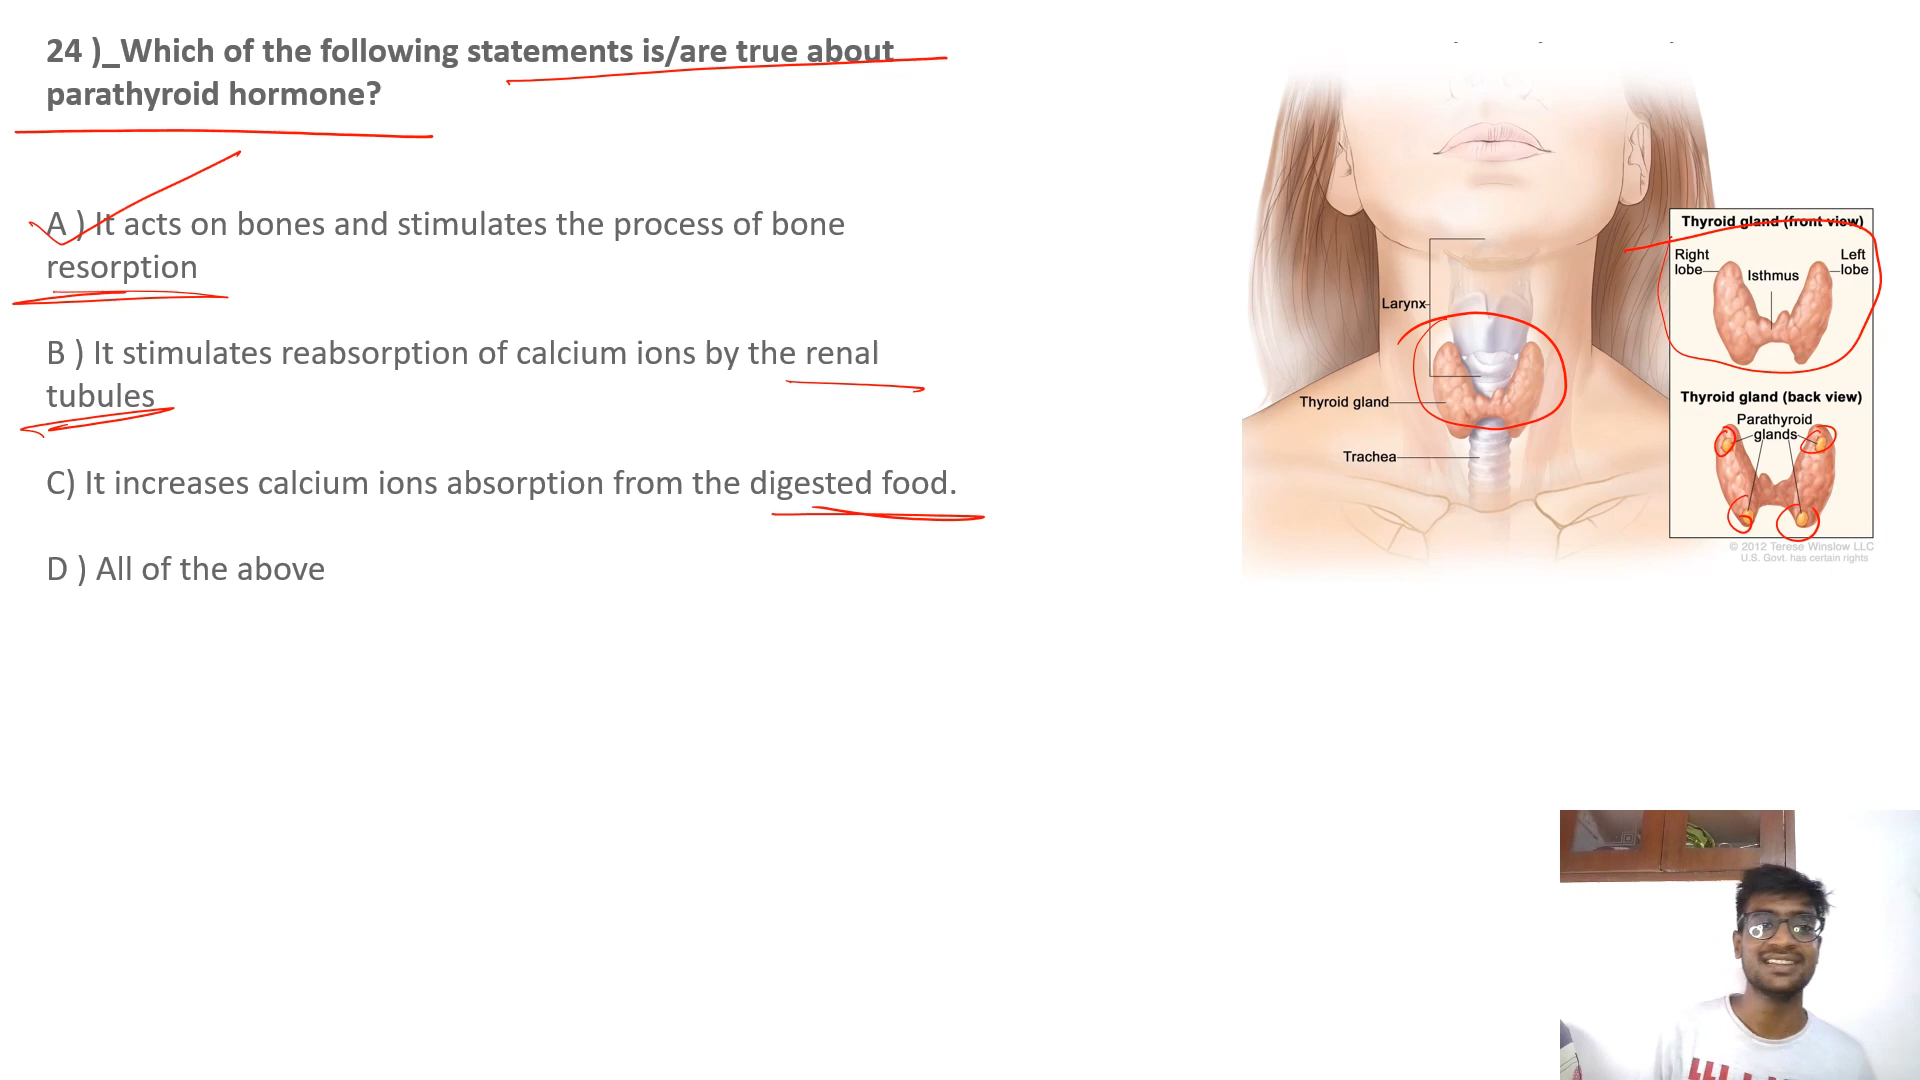 24 )_Which of the following statements is/are true about
parathyroid hormone?
A ) It acts on bones and stimulates the process of bone
resorption
B ) It stimulates reabsorption of calcium ions by the renal
tubules
C) It increases calcium ions absorption from the digested food.
D ) All of the above
Larynx
Thyroid gland
Trachea
Thyroid gland (front view)
Right
lobe
Isthmus
Left
lobe
Thyroid gland (back view)
Parathyroid
glands
© 2012 Terese Winslow LLC
U.S. Govt. has certain rights